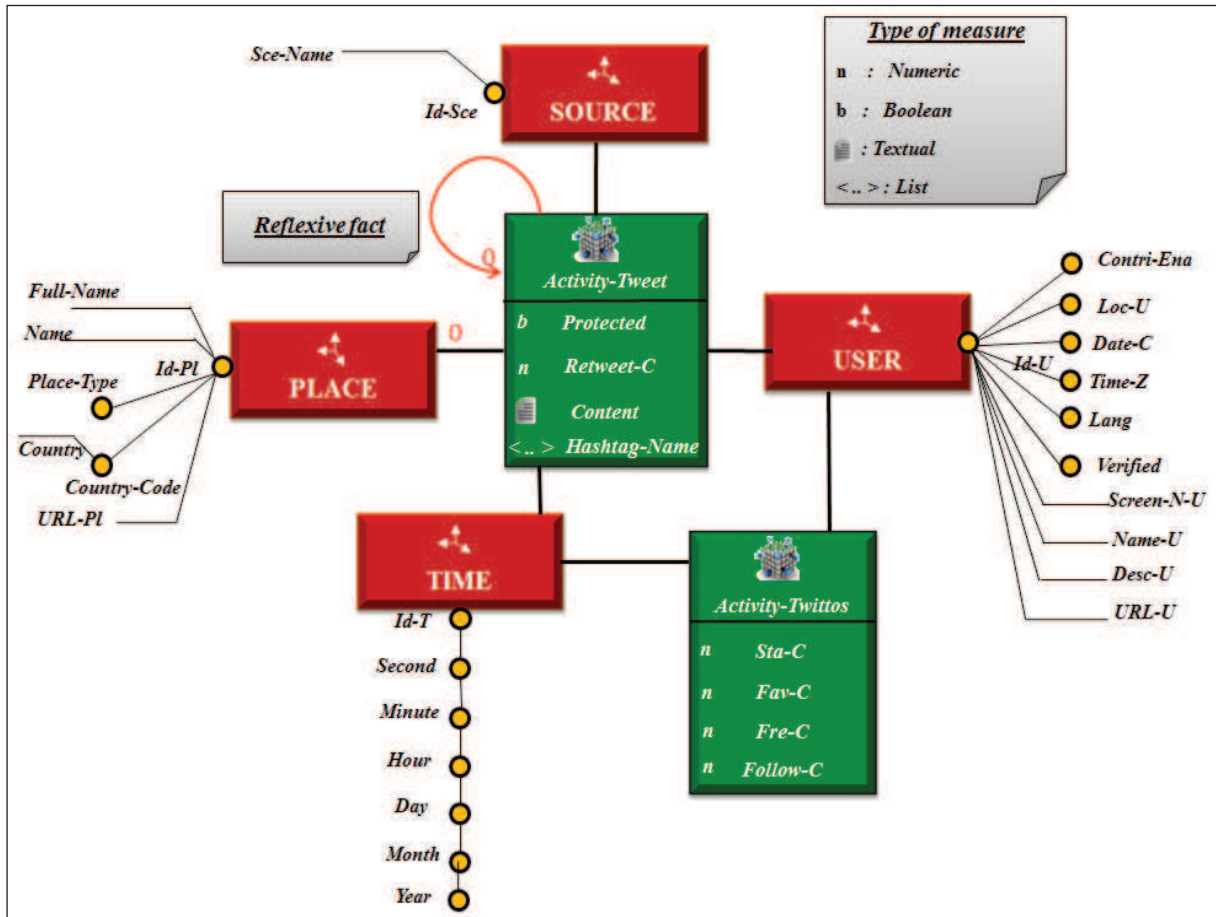 Sce-Name
Id-Sce
SOURCE
Type of measure
n : Numeric
b : Boolean
: Textual
<..> : List
Reflexive fact
0
Activity-Tweet
b Protected
n Retweet-C
Content
<..> Hashtag-Name
0
Full-Name
Name
Id-Pl
Place-Type
Country
Country-Code
URL-Pl
PLACE
USER
Id-U
Contri-Ena
Loc-U
Date-C
Time-Z
Lang
Verified
Screen-N-U
Name-U
Desc-U
URL-U
TIME
Id-T
Second
Minute
Hour
Day
Month
Year
Activity-Twittos
n Sta-C
n Fav-C
n Fre-C
n Follow-C